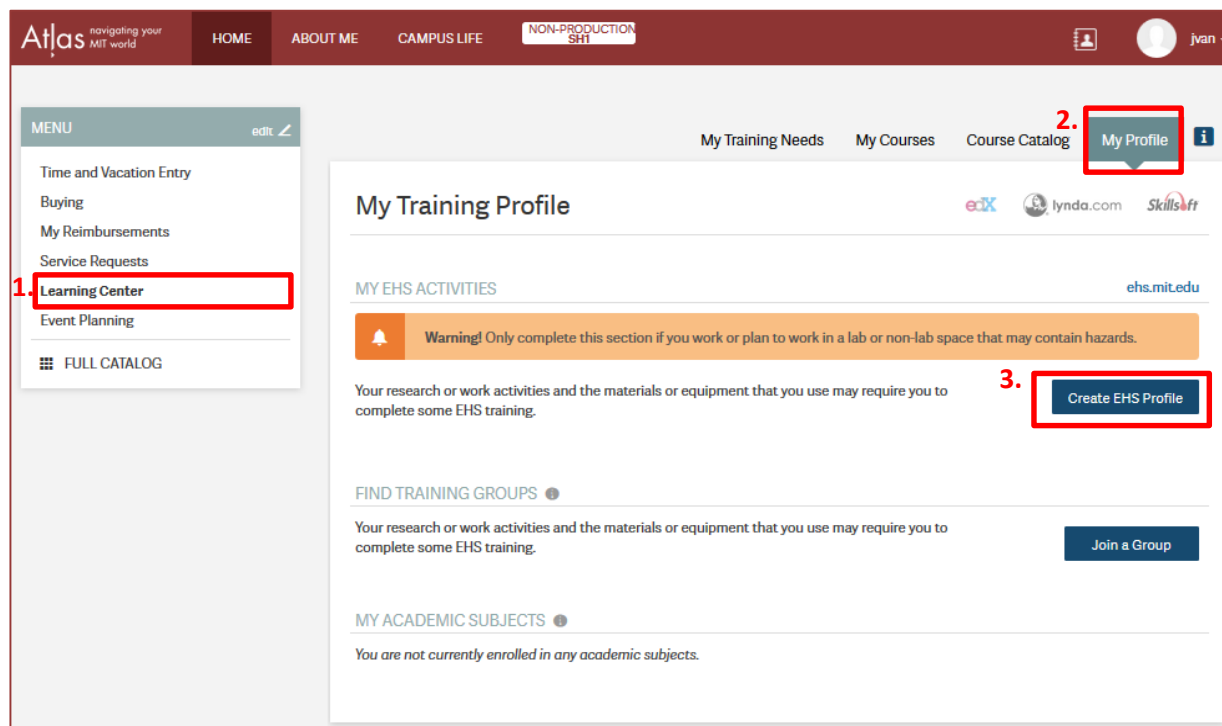 Atlas navigating your MIT world
HOME
ABOUT ME
CAMPUS LIFE
NON-PRODUCTION
SH1
jvan
MENU
edit
Time and Vacation Entry
Buying
My Reimbursements
Service Requests
1. Learning Center
Event Planning
FULL CATALOG
My Training Needs
My Courses
Course Catalog
2. My Profile
i
My Training Profile
edX
lynda.com
Skillsoft
MY EHS ACTIVITIES
ehs.mit.edu
Warning! Only complete this section if you work or plan to work in a lab or non-lab space that may contain hazards.
Your research or work activities and the materials or equipment that you use may require you to
complete some EHS training.
3. Create EHS Profile
FIND TRAINING GROUPS
Your research or work activities and the materials or equipment that you use may require you to
complete some EHS training.
Join a Group
MY ACADEMIC SUBJECTS
You are not currently enrolled in any academic subjects.